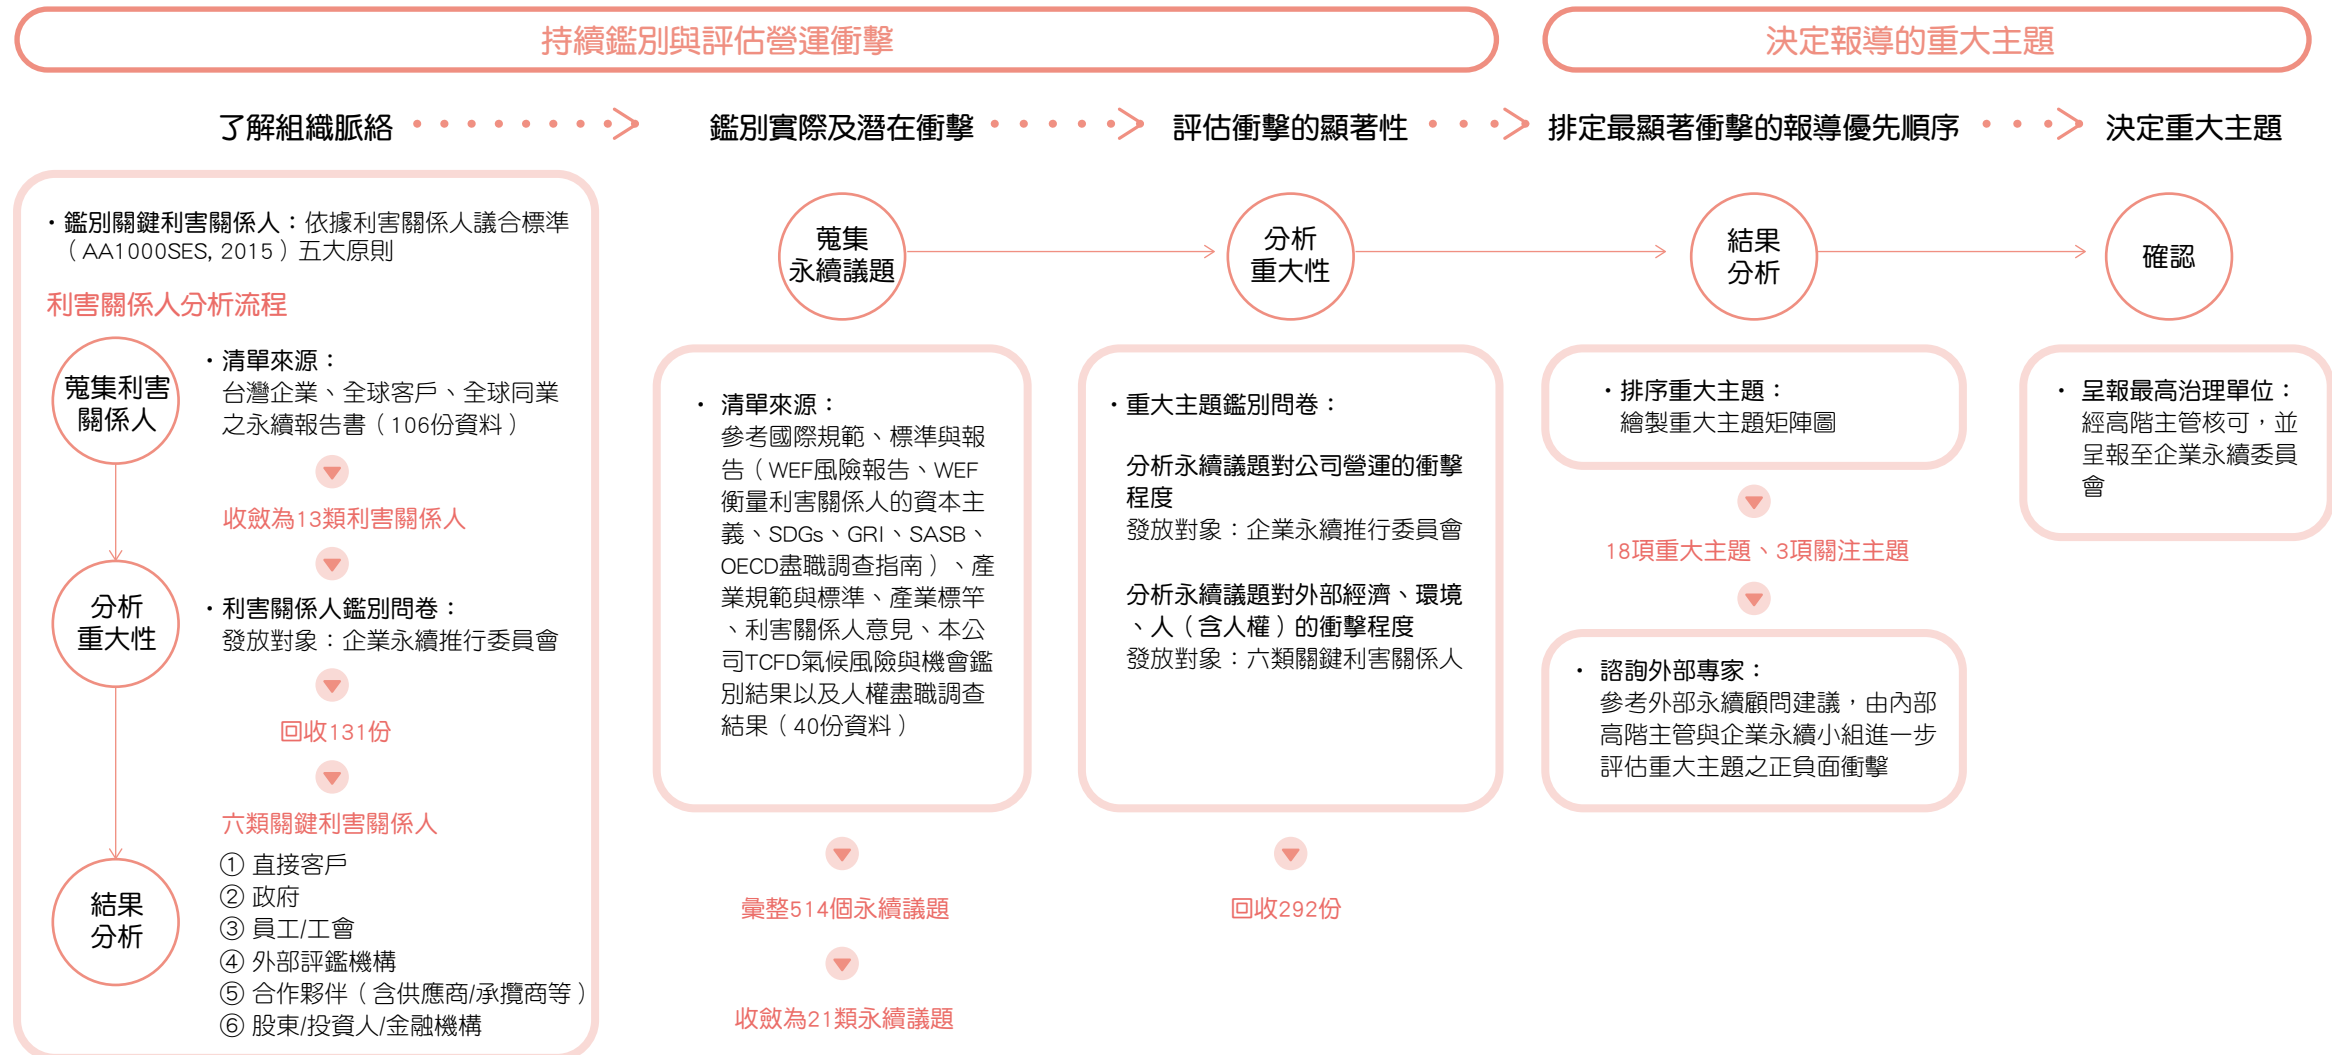 持續鑑別與評估營運衝擊
決定報導的重大主題
了解組織脈絡
鑑別實際及潛在衝擊
評估衝擊的顯著性
排定最顯著衝擊的報導優先順序
決定重大主題
・鑑別關鍵利害關係人：依據利害關係人議合標準
（AA1000SES, 2015）五大原則
利害關係人分析流程
蒐集利害
關係人
・清單來源：
台灣企業、全球客戶、全球同業
之永續報告書（106份資料）
收斂為13類利害關係人
分析
重大性
・利害關係人鑑別問卷：
發放對象：企業永續推行委員會
回收131份
六類關鍵利害關係人
結果
分析
① 直接客戶
② 政府
③ 員工/工會
④ 外部評鑑機構
⑤ 合作夥伴（含供應商/承攬商等）
⑥ 股東/投資人/金融機構
蒐集
永續議題
・清單來源：
參考國際規範、標準與報
告（WEF風險報告、WEF
衡量利害關係人的資本主
義、SDGs、GRI、SASB、
OECD盡職調查指南）、產
業規範與標準、產業標竿
、利害關係人意見、本公
司TCFD氣候風險與機會鑑
別結果以及人權盡職調查
結果（40份資料）
彙整514個永續議題
收斂為21類永續議題
分析
重大性
・重大主題鑑別問卷：
分析永續議題對公司營運的衝擊
程度
發放對象：企業永續推行委員會
分析永續議題對外部經濟、環境
、人（含人權）的衝擊程度
發放對象：六類關鍵利害關係人
回收292份
結果
分析
・排序重大主題：
繪製重大主題矩陣圖
18項重大主題、3項關注主題
・諮詢外部專家：
參考外部永續顧問建議，由內部
高階主管與企業永續小組進一步
評估重大主題之正負面衝擊
確認
・呈報最高治理單位：
經高階主管核可，並
呈報至企業永續委員
會